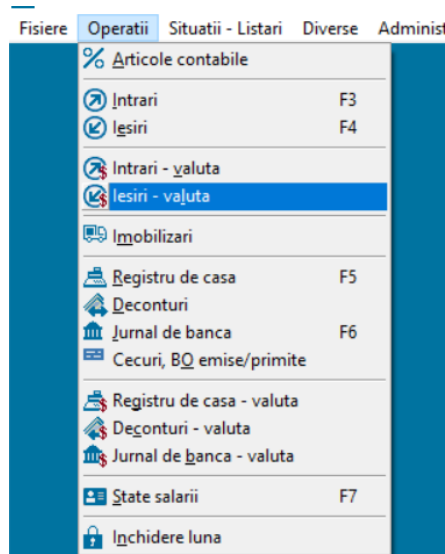 Fisiere Operatii Situatii - Listari Diverse Administ
Articole contabile
Intrari F3
Iesiri F4
Intrari - valuta
Iesiri - valuta
Imobilizari
Registru de casa F5
Deconturi
Jurnal de banca F6
Cecuri, BO emise/primite
Registru de casa - valuta
Deconturi - valuta
Jurnal de banca - valuta
State salarii F7
Inchidere luna